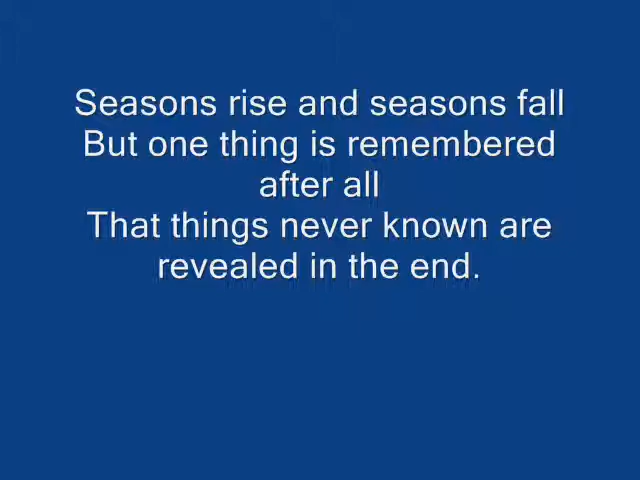 Seasons rise and seasons fall
But one thing is remembered
after all
That things never known are
revealed in the end.